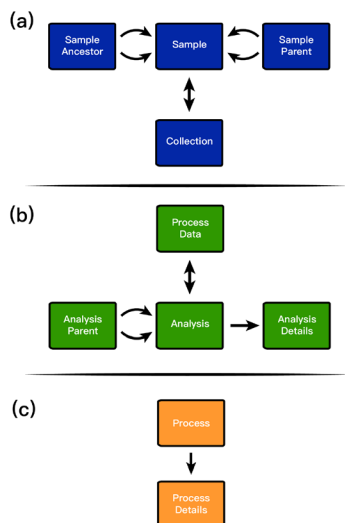 (a)
Sample
Ancestor
Sample
Sample
Parent
Collection
(b)
Process
Data
Analysis
Parent
Analysis
Analysis
Details
(c)
Process
Process
Details